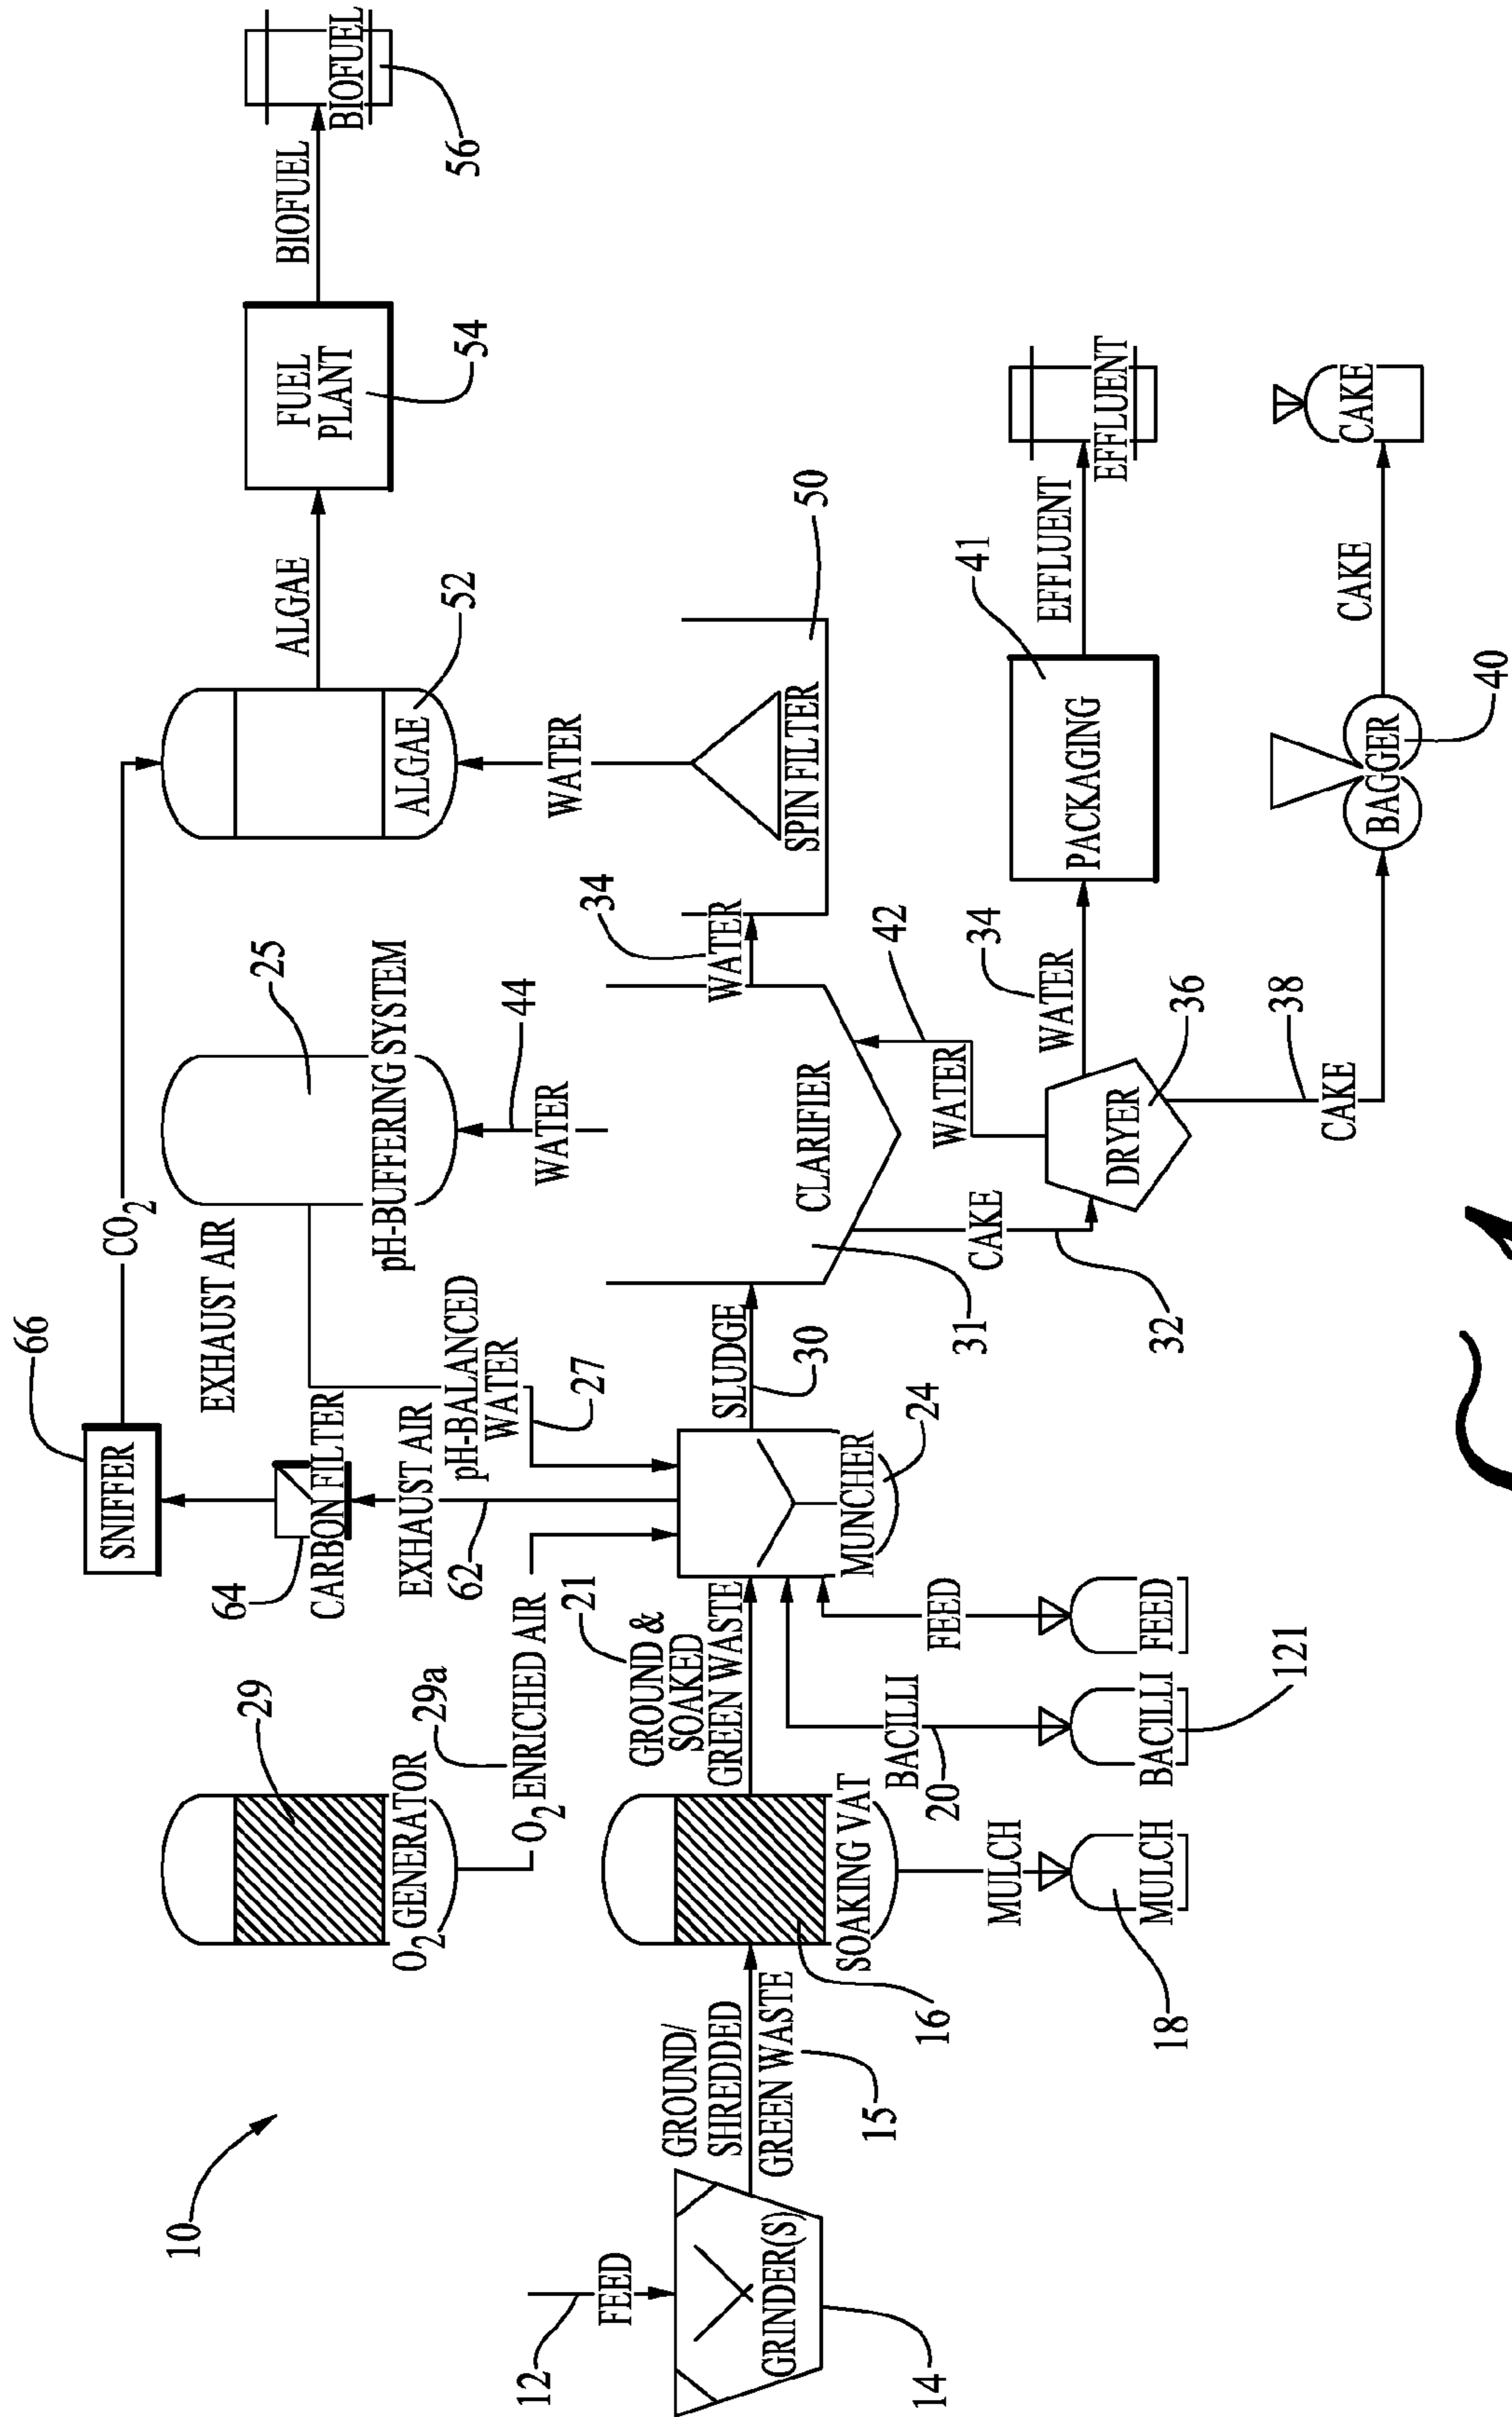 10
12
FEED
GRINDER(S)
14
GROUND/
SHREDDED
GREEN WASTE
15
29
O2 GENERATOR
29a
O2 ENRICHED AIR
SOAKING VAT
16
MULCH
MULCH
18
21
GROUND &
SOAKED
GREEN WASTE
BACILLI
20
BACILLI
121
FEED
FEED
MUNCHER
24
66
SNIFFER
64
CARBON FILTER
EXHAUST AIR
EXHAUST AIR
62
pH-BALANCED
WATER
27
CO2
25
pH-BUFFERING SYSTEM
44
WATER
SLUDGE
30
CLARIFIER
31
34
WATER
CAKE
32
WATER
42
DRYER
36
34
WATER
38
CAKE
SPIN FILTER
50
WATER
ALGAE
52
ALGAE
FUEL
PLANT
54
BIOFUEL
BIOFUEL
56
PACKAGING
41
EFFLUENT
EFFLUENT
BAGGER
40
CAKE
CAKE